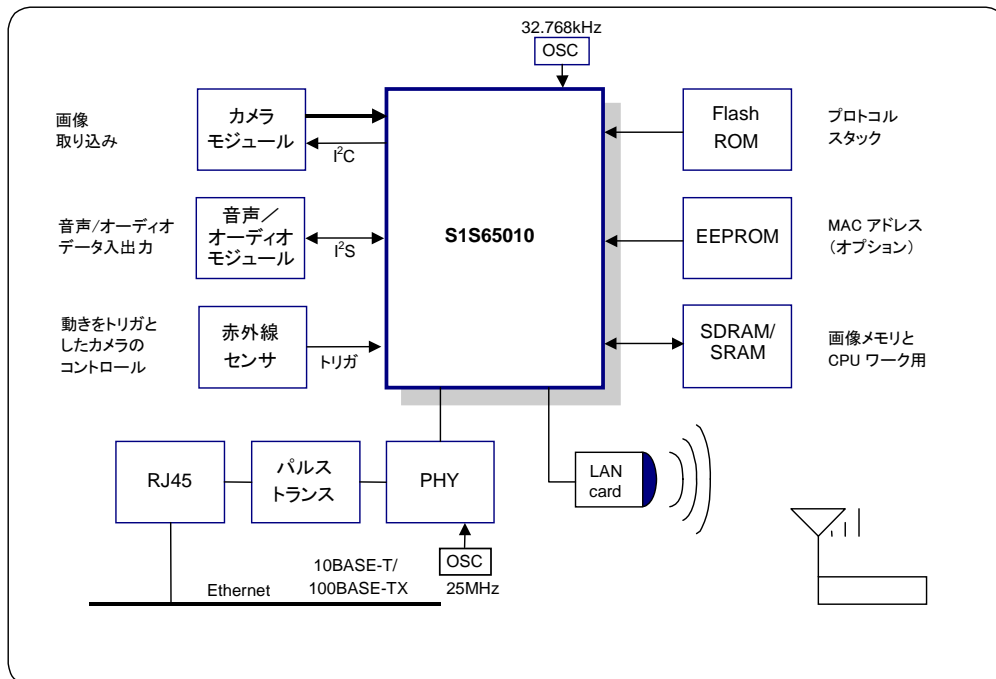 32.768kHz
OSC
画像
取り込み
カメラ
モジュール
I²C
S1S65010
Flash
ROM
プロトコル
スタック
音声/オーディオ
データ入出力
音声／
オーディオ
モジュール
I²S
EEPROM
MAC アドレス
（オプション）
動きをトリガと
したカメラの
コントロール
赤外線
センサ
トリガ
SDRAM/
SRAM
画像メモリと
CPU ワーク用
RJ45
パルス
トランス
PHY
LAN
card
OSC
25MHz
10BASE-T/
100BASE-TX
Ethernet